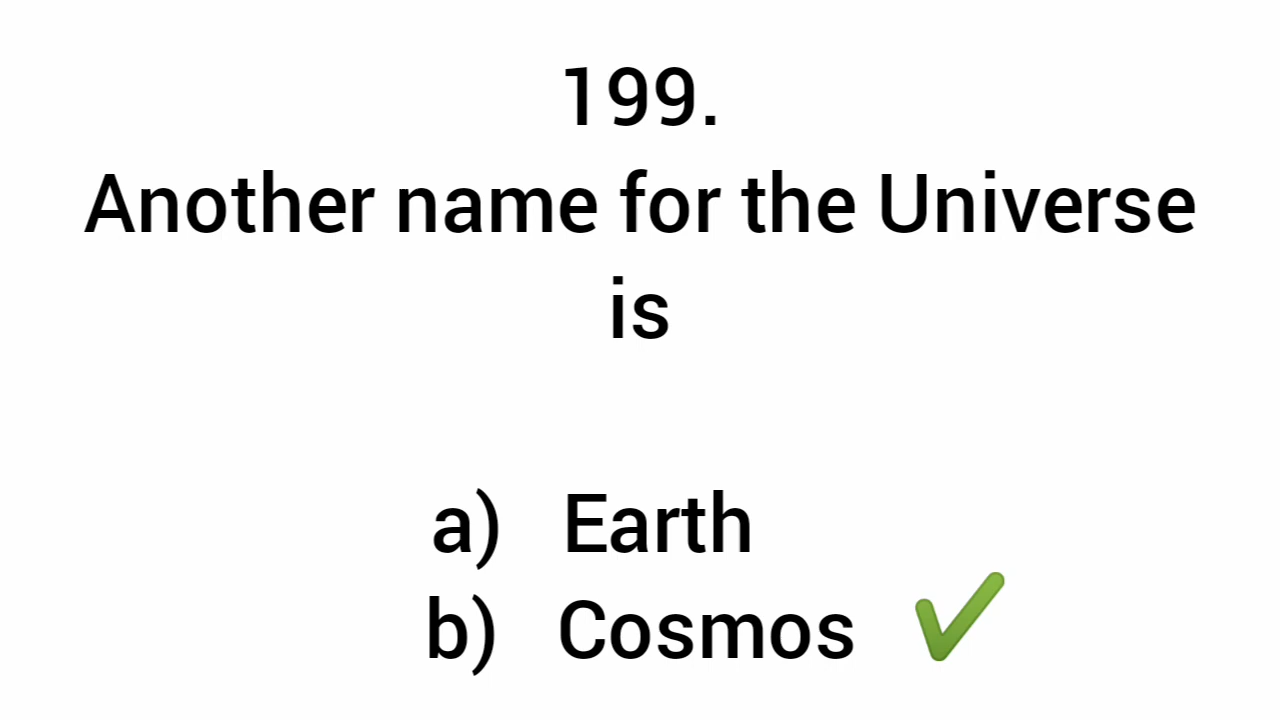 199.
Another name for the Universe
is
a) Earth
b) Cosmos ✔